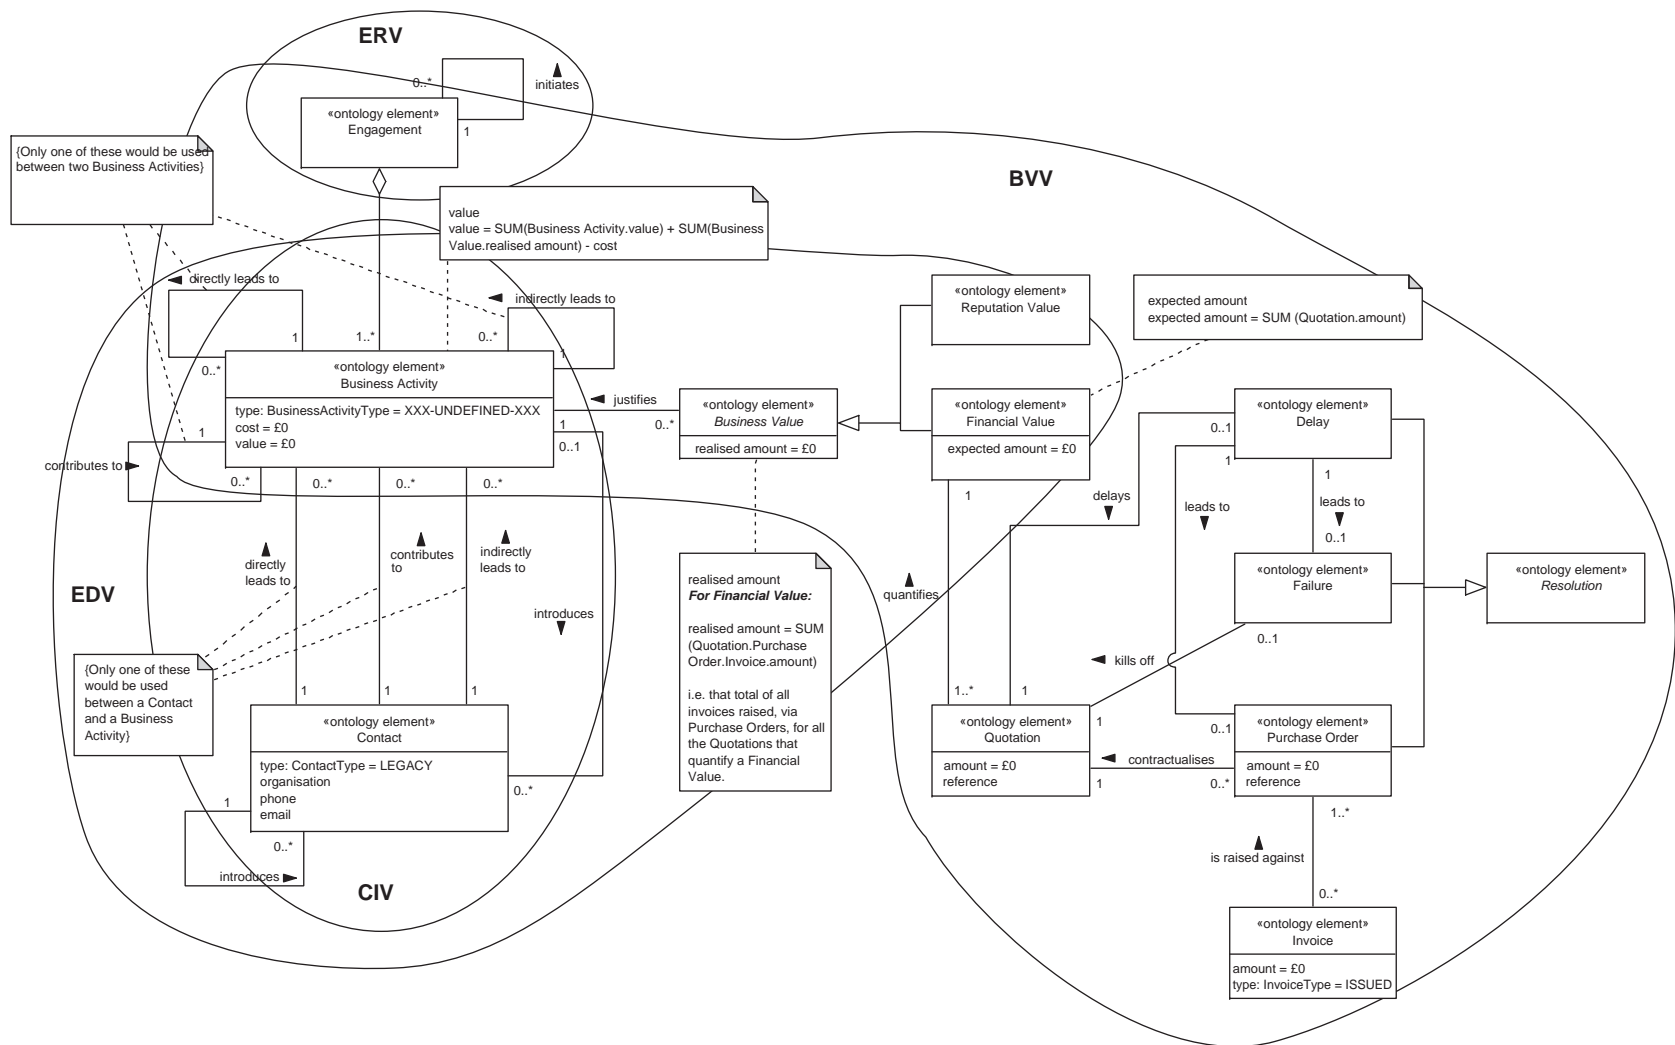 ERV
0..*
initiates
«ontology element»
Engagement
1
{Only one of these would be used
between two Business Activities}
BVV
value
value = SUM(Business Activity.value) + SUM(Business
Value.realised amount) - cost
directly leads to
indirectly leads to
1
1..*
0..*
1
0..*
«ontology element»
Business Activity
type: BusinessActivityType = XXX-UNDEFINED-XXX
cost = £0
value = £0
«ontology element»
Reputation Value
expected amount
expected amount = SUM (Quotation.amount)
justifies
1
0..*
0..1
«ontology element»
Business Value
realised amount = £0
«ontology element»
Financial Value
expected amount = £0
«ontology element»
Delay
0..1
1
1
1
contributes to
0..*
0..*
0..*
0..*
1
delays
leads to
leads to
0..1
directly
leads to
contributes
to
indirectly
leads to
EDV
introduces
quantifies
realised amount
For Financial Value:
realised amount = SUM
(Quotation.Purchase
Order.Invoice.amount)
i.e. that total of all
invoices raised, via
Purchase Orders, for all
the Quotations that
quantify a Financial
Value.
«ontology element»
Failure
«ontology element»
Resolution
0..1
kills off
{Only one of these
would be used
between a Contact
and a Business
Activity}
1
1
1
1..*
1
«ontology element»
Contact
type: ContactType = LEGACY
organisation
phone
email
«ontology element»
Quotation
amount = £0
reference
1
0..1
contractualises
1
0..*
«ontology element»
Purchase Order
amount = £0
reference
0..*
1
0..*
introduces
CIV
1..*
is raised against
0..*
«ontology element»
Invoice
amount = £0
type: InvoiceType = ISSUED